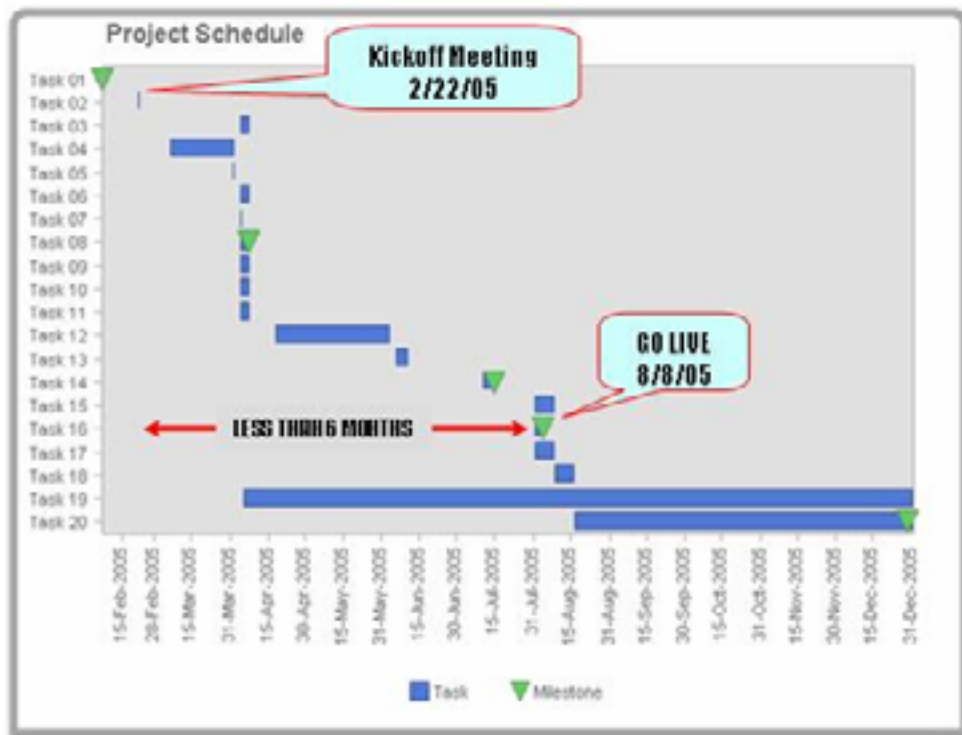 Project Schedule
Kickoff Meeting
2/22/05
Task 01
Task 02
Task 03
Task 04
Task 05
Task 06
Task 07
Task 08
Task 09
Task 10
Task 11
Task 12
Task 13
Task 14
Task 15
Task 16
Task 17
Task 18
Task 19
Task 20
GO LIVE
8/8/05
LESS THAN 6 MONTHS
15-Feb-2005
28-Feb-2005
15-Mar-2005
31-Mar-2005
15-Apr-2005
30-Apr-2005
15-May-2005
31-May-2005
15-Jun-2005
30-Jun-2005
15-Jul-2005
31-Jul-2005
15-Aug-2005
31-Aug-2005
15-Sep-2005
30-Sep-2005
15-Oct-2005
31-Oct-2005
15-Nov-2005
30-Nov-2005
15-Dec-2005
31-Dec-2005
Task
Milestone